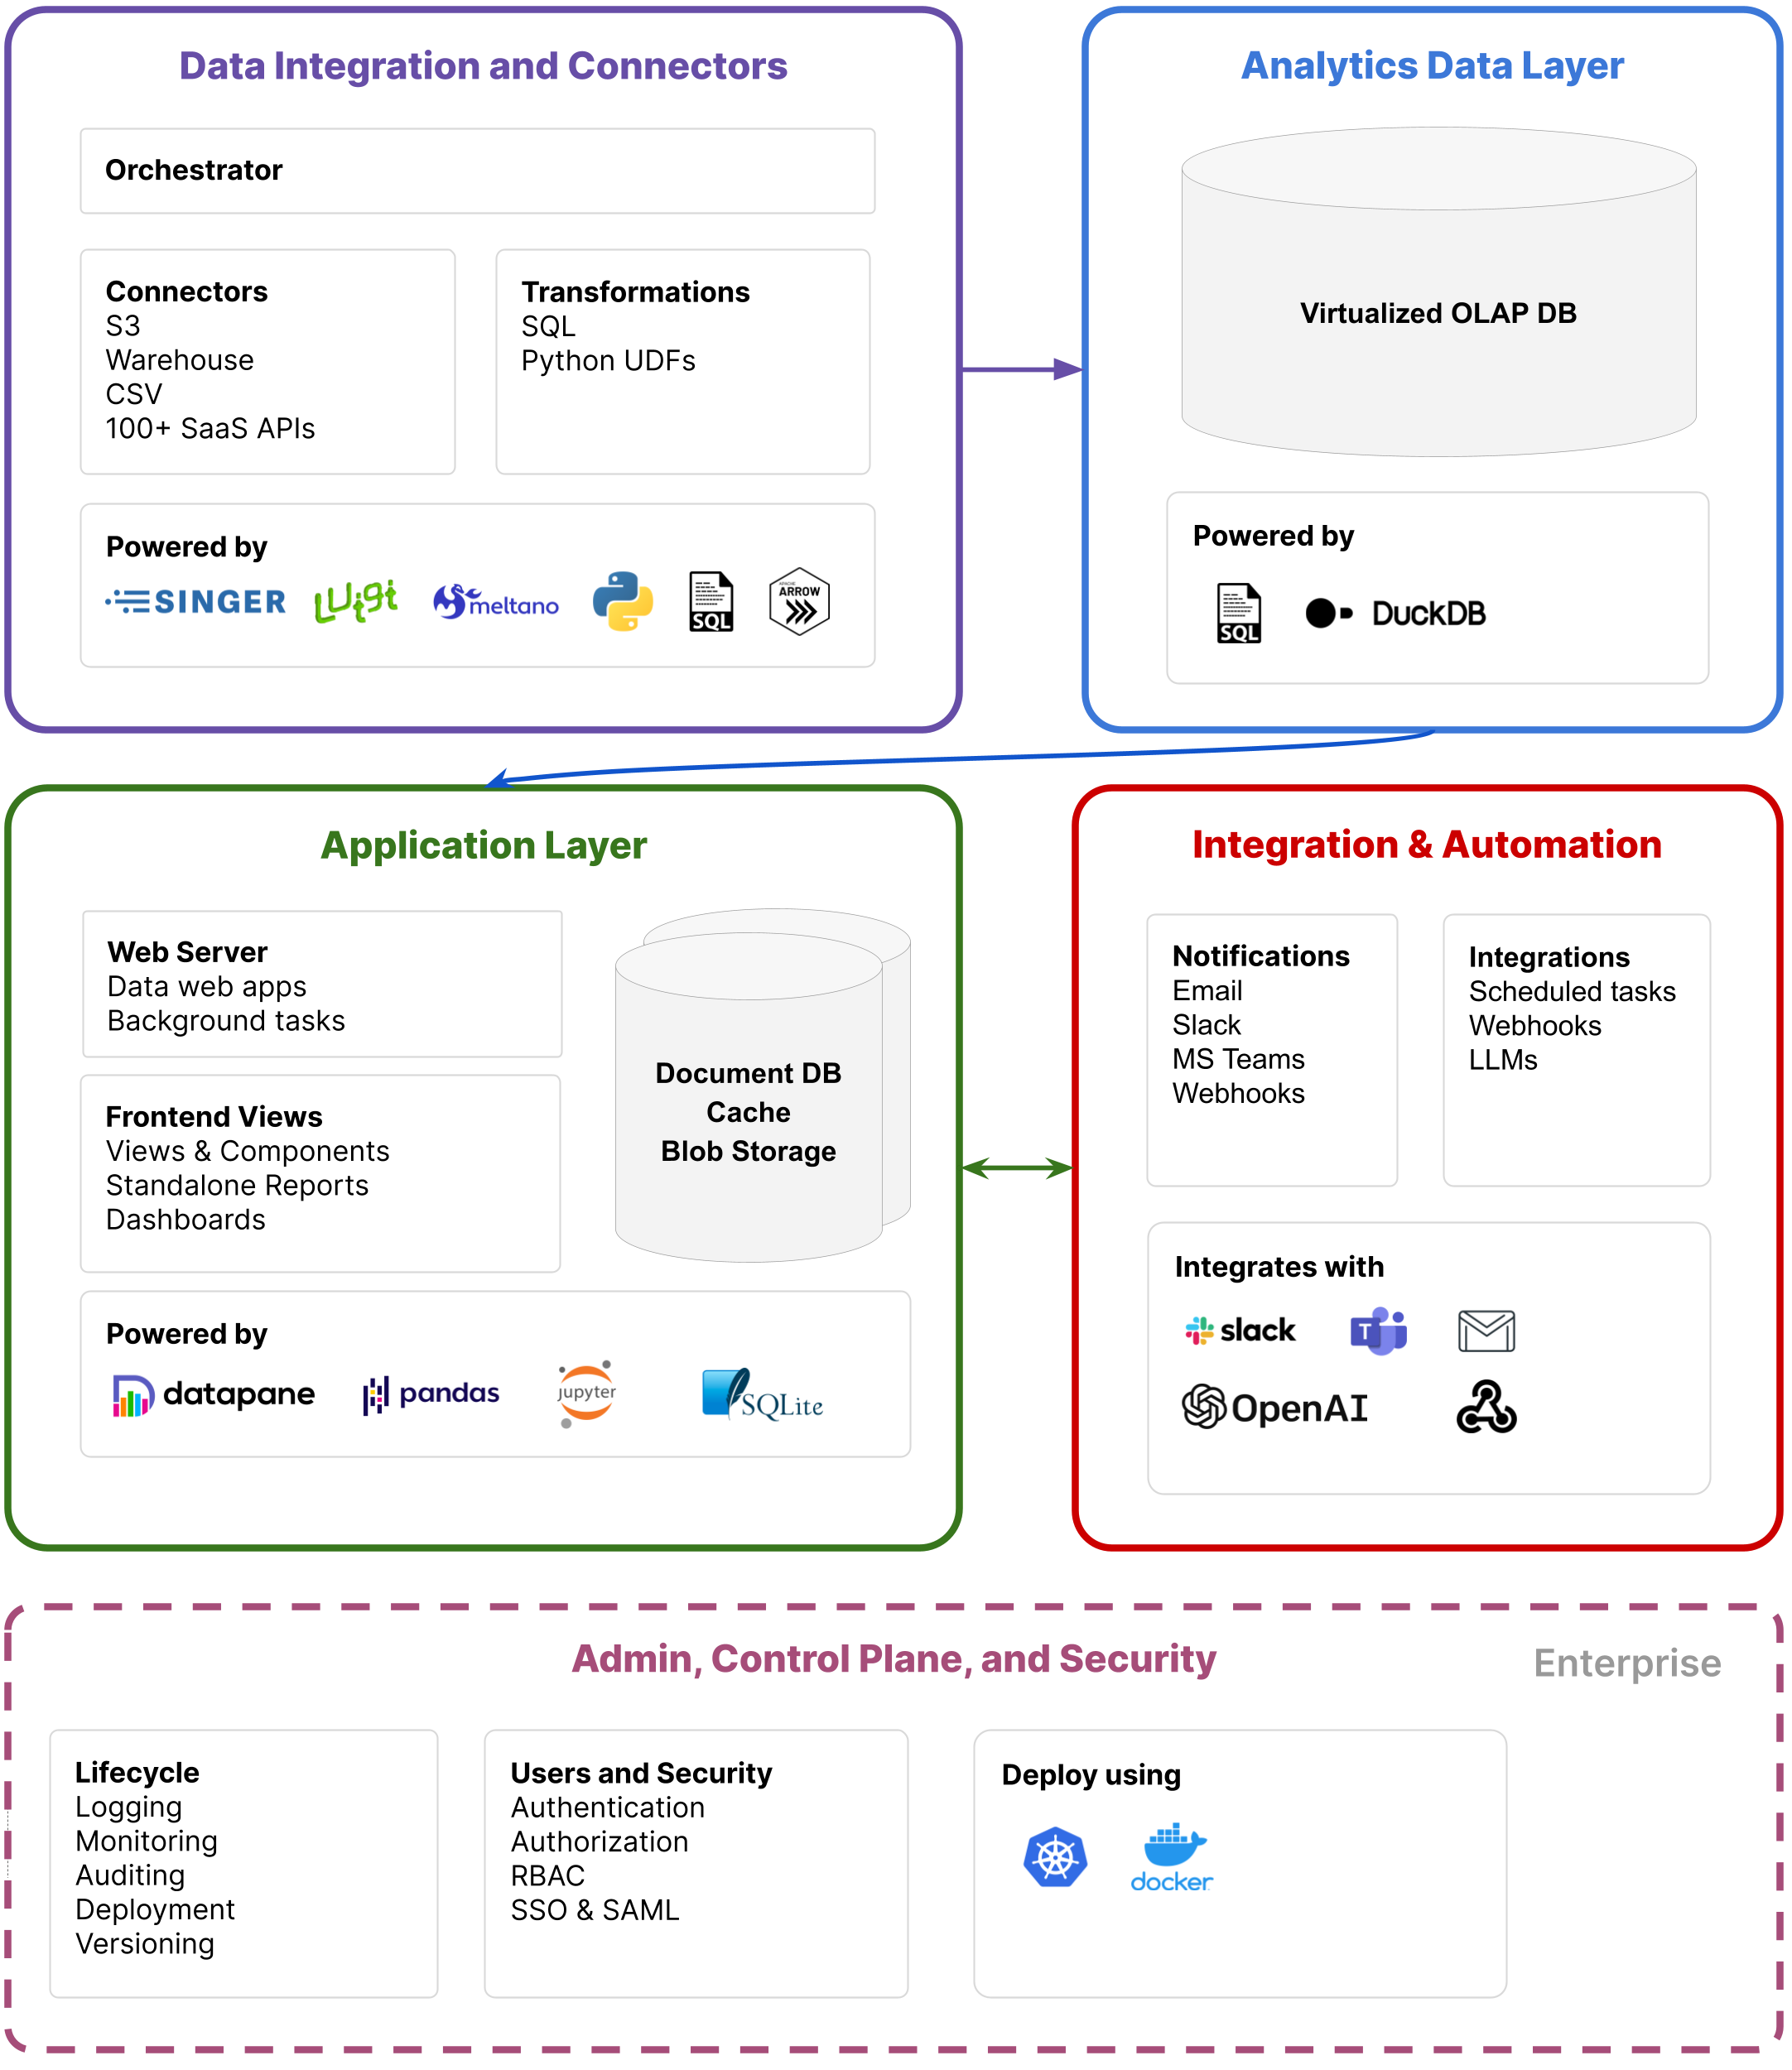 Data Integration and Connectors
Orchestrator
Connectors
S3
Warehouse
CSV
100+ SaaS APIs
Transformations
SQL
Python UDFs
Powered by
SINGER
Luigi
meltano
SQL
APACHE
ARROW
Analytics Data Layer
Virtualized OLAP DB
Powered by
SQL
DuckDB
Application Layer
Web Server
Data web apps
Background tasks
Frontend Views
Views & Components
Standalone Reports
Dashboards
Document DB
Cache
Blob Storage
Powered by
datapane
pandas
jupyter
SQLite
Integration & Automation
Notifications
Email
Slack
MS Teams
Webhooks
Integrations
Scheduled tasks
Webhooks
LLMs
Integrates with
slack
T
OpenAI
Admin, Control Plane, and Security
Enterprise
Lifecycle
Logging
Monitoring
Auditing
Deployment
Versioning
Users and Security
Authentication
Authorization
RBAC
SSO & SAML
Deploy using
docker